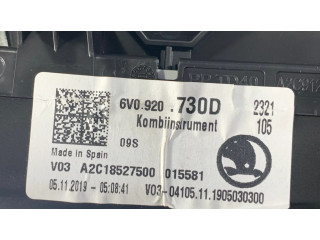 6V0.920 .730D 2321
Kombiinstrument 105
09S
Made in Spain
V03 A2C18527500 015581
05.11.2019 - 05:08:41 V03-04105.11.1905030300